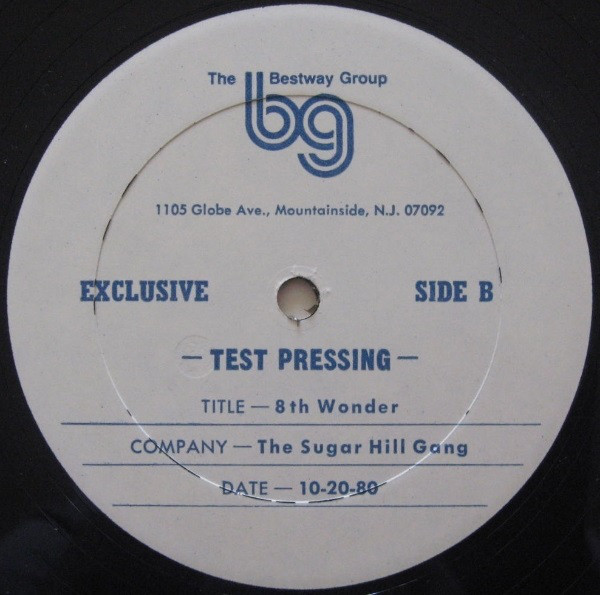 The Bestway Group
bg
1105 Globe Ave., Mountainside, N.J. 07092
EXCLUSIVE SIDE B
— TEST PRESSING —
TITLE — 8th Wonder
COMPANY — The Sugar Hill Gang
DATE — 10-20-80